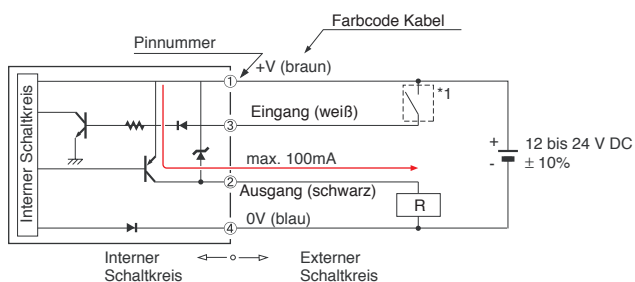 Farbcode Kabel
Pinnummer
① +V (braun)
*1
Eingang (weiß)
③
Interner Schaltkreis
max. 100mA
+ 12 bis 24 V DC
- ± 10%
②
Ausgang (schwarz)
R
0V (blau)
④
Interner Schaltkreis
Externer Schaltkreis